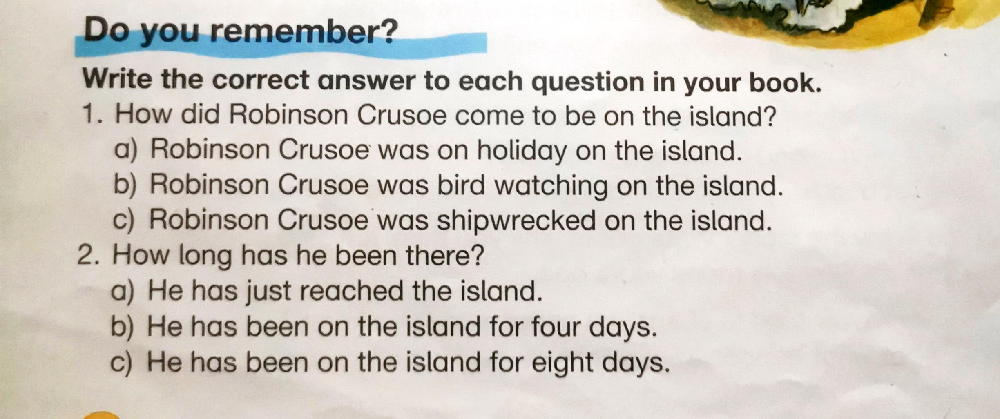 Do you remember?
Write the correct answer to each question in your book.
1. How did Robinson Crusoe come to be on the island?
a) Robinson Crusoe was on holiday on the island.
b) Robinson Crusoe was bird watching on the island.
c) Robinson Crusoe was shipwrecked on the island.
2. How long has he been there?
a) He has just reached the island.
b) He has been on the island for four days.
c) He has been on the island for eight days.